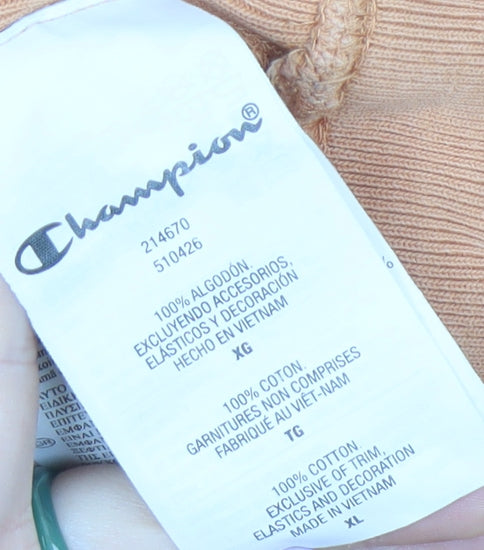 Champion®
214670
510426
100% ALGODÓN.
EXCLUYENDO ACCESORIOS,
ELÁSTICOS Y DECORACIÓN
HECHO EN VIETNAM
XG
100% COTON.
GARNITURES NON COMPRISES
FABRIQUÉ AU VIÊT-NAM
TG
100% COTTON.
EXCLUSIVE OF TRIM,
ELASTICS AND DECORATION
MADE IN VIETNAM
XL
%